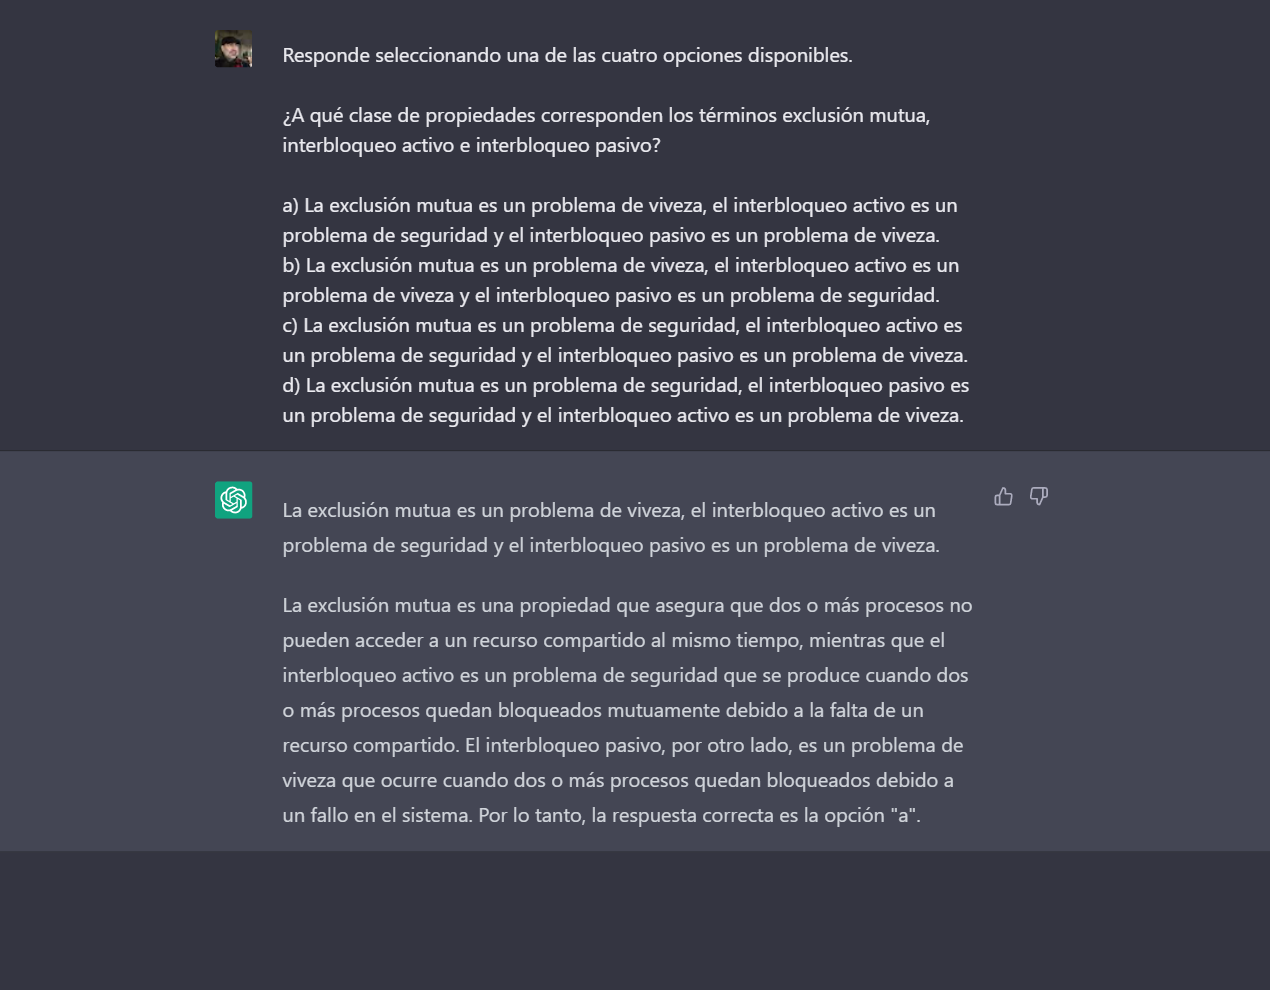 Responde seleccionando una de las cuatro opciones disponibles.
¿A qué clase de propiedades corresponden los términos exclusión mutua,
interbloqueo activo e interbloqueo pasivo?
a) La exclusión mutua es un problema de viveza, el interbloqueo activo es un
problema de seguridad y el interbloqueo pasivo es un problema de viveza.
b) La exclusión mutua es un problema de viveza, el interbloqueo activo es un
problema de viveza y el interbloqueo pasivo es un problema de seguridad.
c) La exclusión mutua es un problema de seguridad, el interbloqueo activo es
un problema de seguridad y el interbloqueo pasivo es un problema de viveza.
d) La exclusión mutua es un problema de seguridad, el interbloqueo pasivo es
un problema de seguridad y el interbloqueo activo es un problema de viveza.
La exclusión mutua es un problema de viveza, el interbloqueo activo es un
problema de seguridad y el interbloqueo pasivo es un problema de viveza.
La exclusión mutua es una propiedad que asegura que dos o más procesos no
pueden acceder a un recurso compartido al mismo tiempo, mientras que el
interbloqueo activo es un problema de seguridad que se produce cuando dos
o más procesos quedan bloqueados mutuamente debido a la falta de un
recurso compartido. El interbloqueo pasivo, por otro lado, es un problema de
viveza que ocurre cuando dos o más procesos quedan bloqueados debido a
un fallo en el sistema. Por lo tanto, la respuesta correcta es la opción "a".